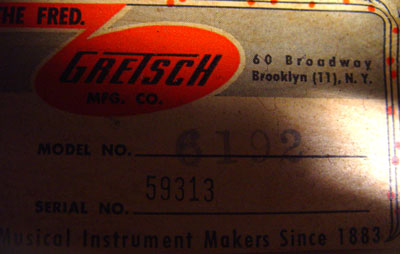 THE FRED.
GRETSCH
MFG. CO.
60 Broadway
Brooklyn (11), N.Y.
MODEL NO. 6192
59313
SERIAL NO.
Musical Instrument Makers Since 1883